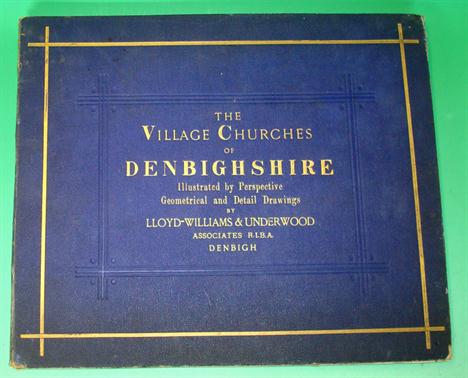 THE
VILLAGE CHURCHES
OF
DENBIGHSHIRE
Illustrated by Perspective
Geometrical and Detail Drawings
BY
LLOYD-WILLIAMS & UNDERWOOD
ASSOCIATES R.I.B.A.
DENBIGH